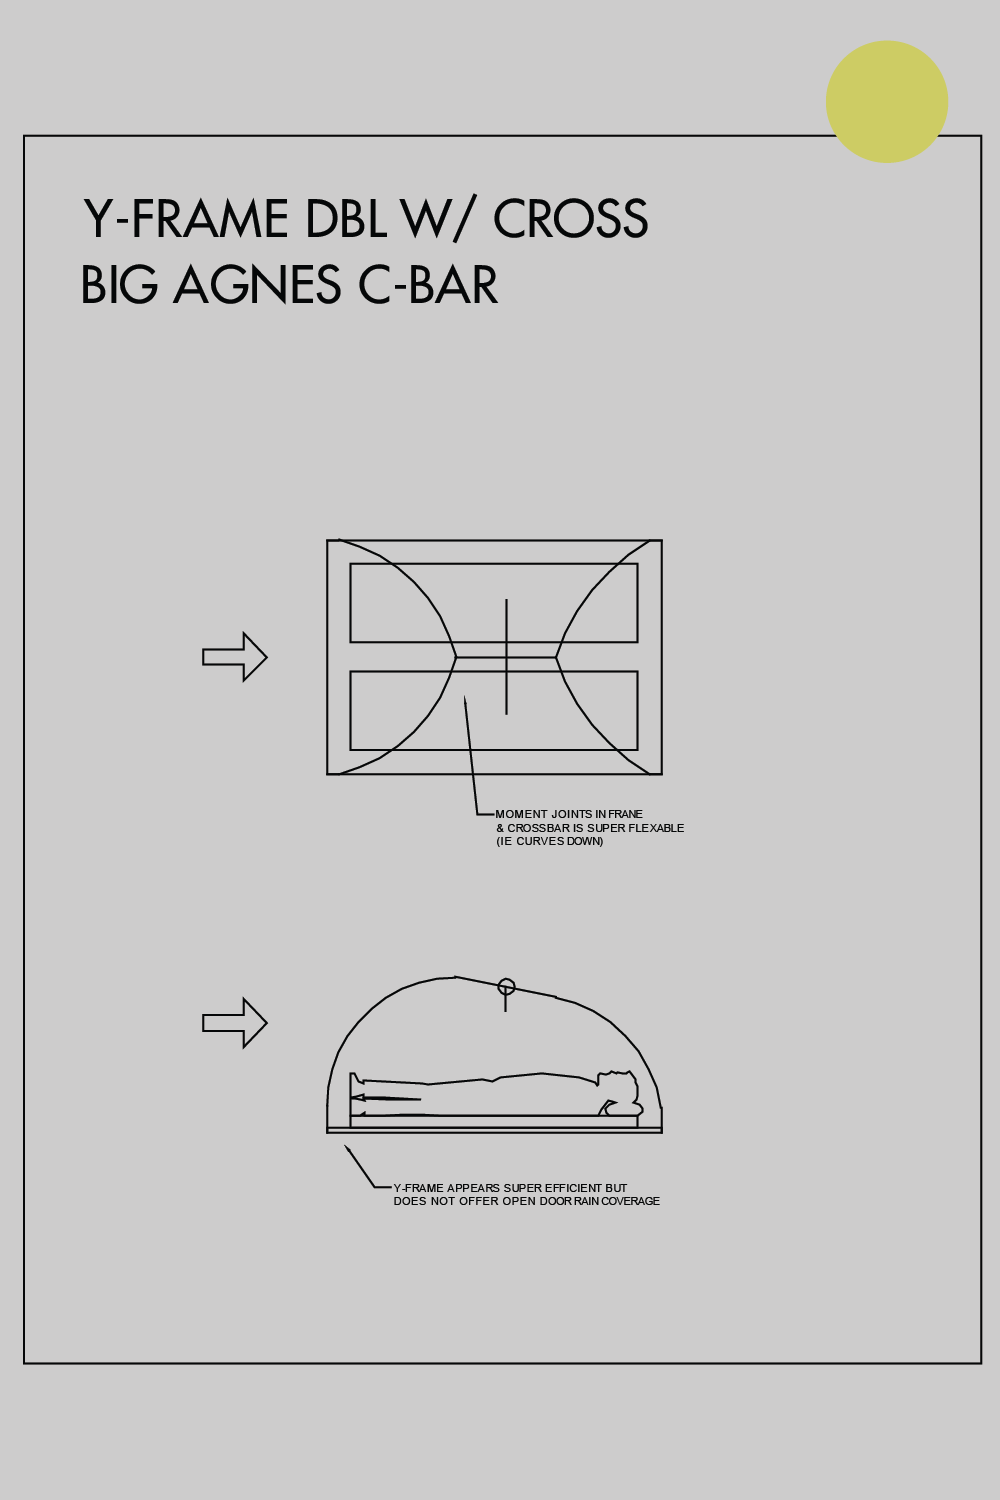 Y-FRAME DBL W/ CROSS
BIG AGNES C-BAR
MOMENT JOINTS IN FRANE
& CROSSBAR IS SUPER FLEXABLE
(IE CURVES DOWN)
Y-FRAME APPEARS SUPER EFFICIENT BUT
DOES NOT OFFER OPEN DOOR RAIN COVERAGE